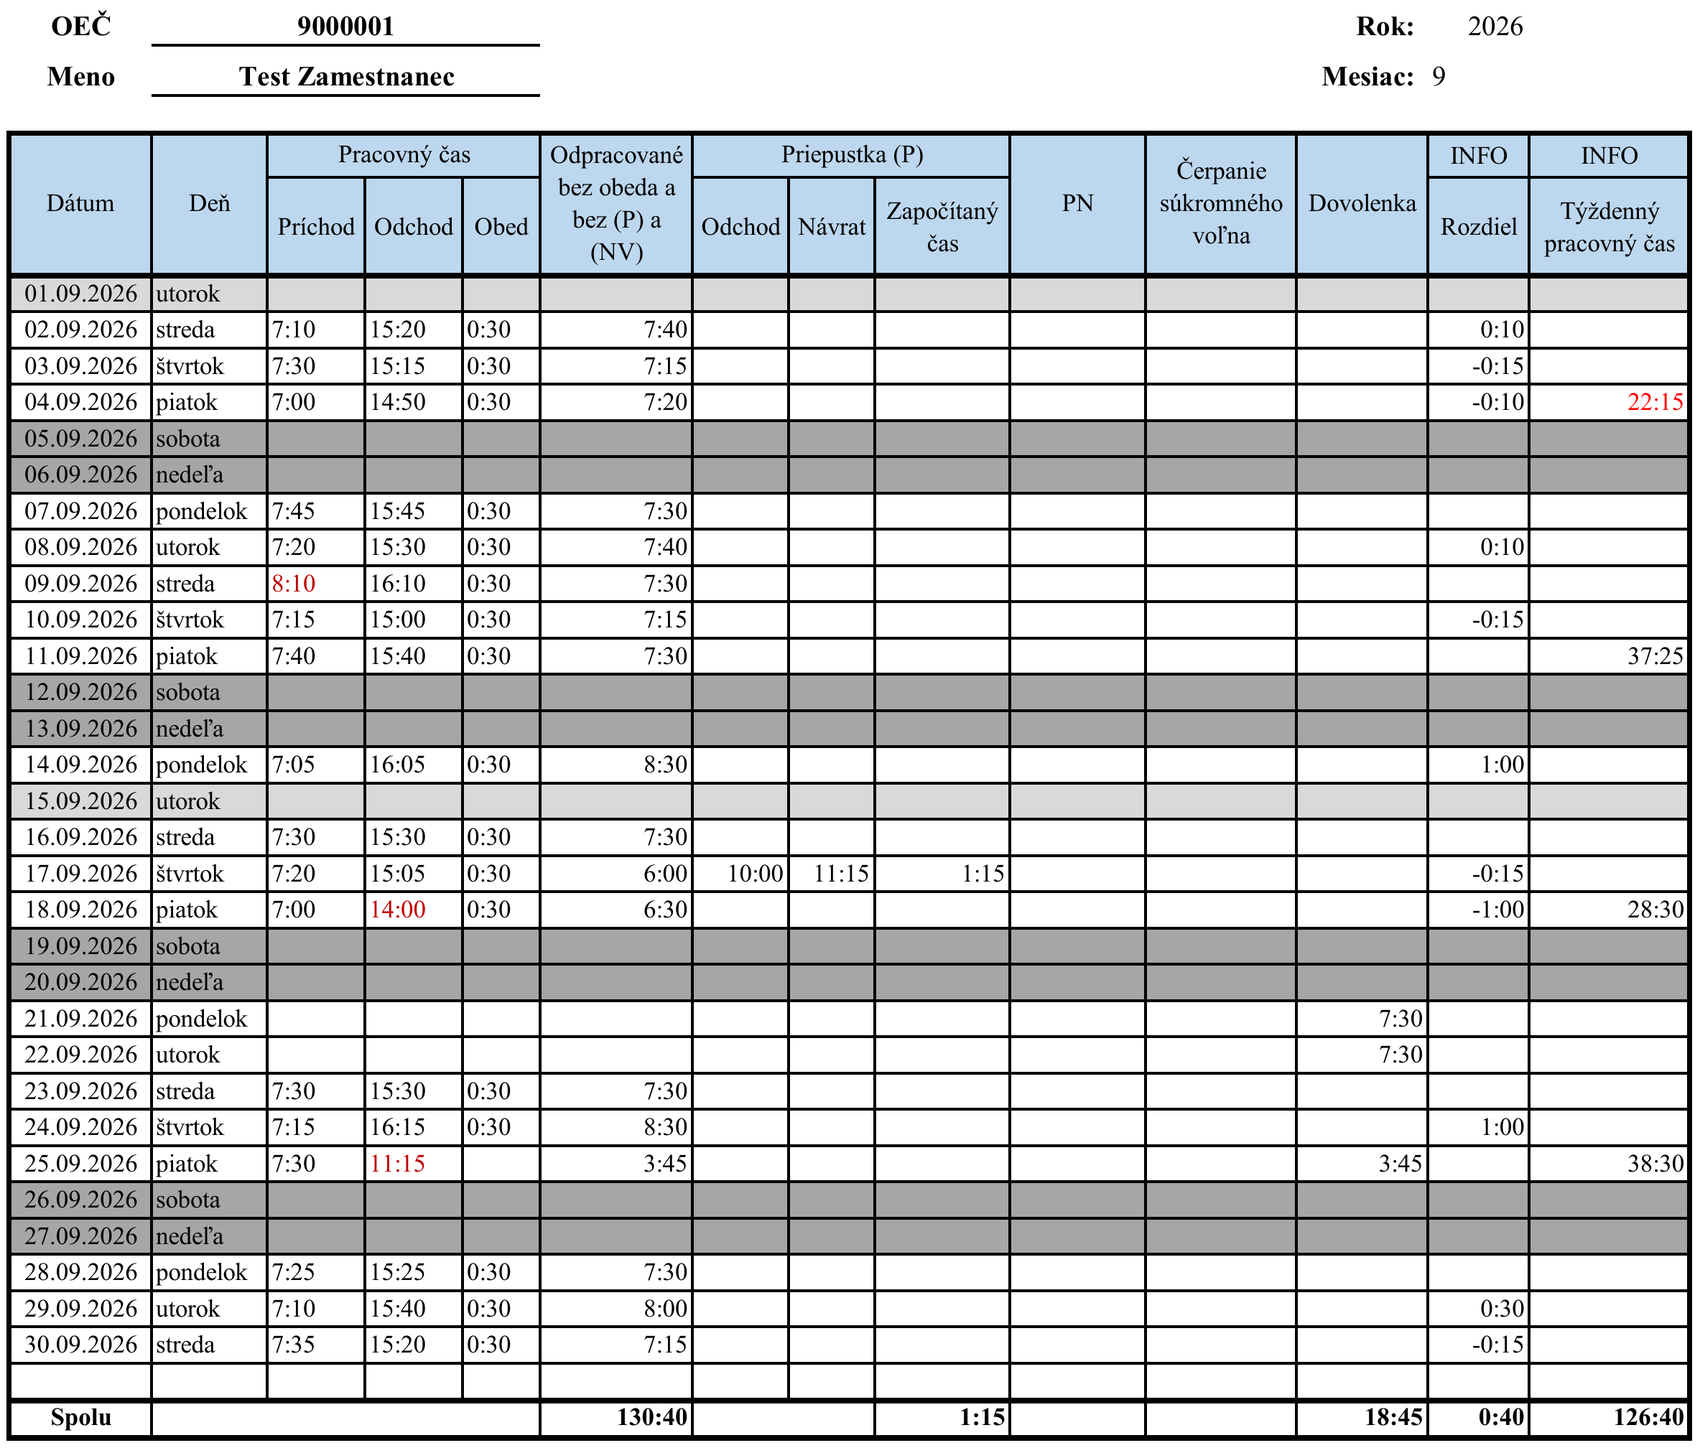 OEČ 9000001 Rok: 2026
Meno Test Zamestnanec Mesiac: 9
Dátum Deň Pracovný čas Odpracované bez obeda a bez (P) a (NV) Priepustka (P) PN Čerpanie súkromného voľna Dovolenka INFO INFO
Príchod Odchod Obed Odchod Návrat Započítaný čas Rozdiel Týždenný pracovný čas
01.09.2026 utorok
02.09.2026 streda 7:10 15:20 0:30 7:40 0:10
03.09.2026 štvrtok 7:30 15:15 0:30 7:15 -0:15
04.09.2026 piatok 7:00 14:50 0:30 7:20 -0:10 22:15
05.09.2026 sobota
06.09.2026 nedeľa
07.09.2026 pondelok 7:45 15:45 0:30 7:30
08.09.2026 utorok 7:20 15:30 0:30 7:40 0:10
09.09.2026 streda 8:10 16:10 0:30 7:30
10.09.2026 štvrtok 7:15 15:00 0:30 7:15 -0:15
11.09.2026 piatok 7:40 15:40 0:30 7:30 37:25
12.09.2026 sobota
13.09.2026 nedeľa
14.09.2026 pondelok 7:05 16:05 0:30 8:30 1:00
15.09.2026 utorok
16.09.2026 streda 7:30 15:30 0:30 7:30
17.09.2026 štvrtok 7:20 15:05 0:30 6:00 10:00 11:15 1:15 -0:15
18.09.2026 piatok 7:00 14:00 0:30 6:30 -1:00 28:30
19.09.2026 sobota
20.09.2026 nedeľa
21.09.2026 pondelok 7:30
22.09.2026 utorok 7:30
23.09.2026 streda 7:30 15:30 0:30 7:30
24.09.2026 štvrtok 7:15 16:15 0:30 8:30 1:00
25.09.2026 piatok 7:30 11:15 3:45 3:45 38:30
26.09.2026 sobota
27.09.2026 nedeľa
28.09.2026 pondelok 7:25 15:25 0:30 7:30
29.09.2026 utorok 7:10 15:40 0:30 8:00 0:30
30.09.2026 streda 7:35 15:20 0:30 7:15 -0:15
Spolu 130:40 1:15 18:45 0:40 126:40